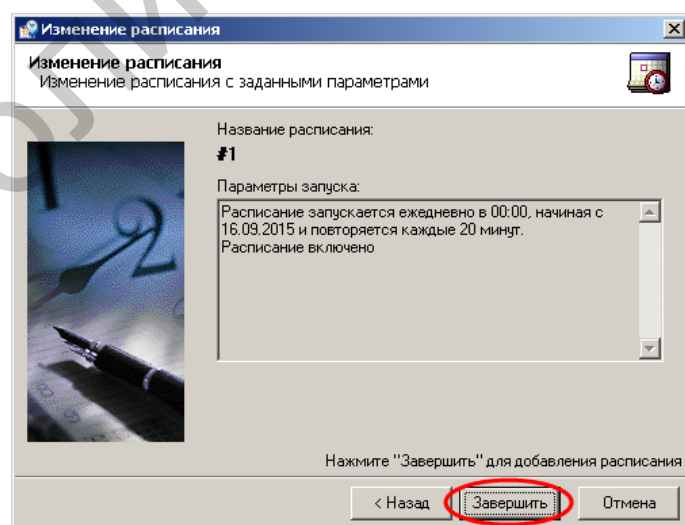 Изменение расписания
Изменение расписания
Изменение расписания с заданными параметрами
Название расписания:
#1
Параметры запуска:
Расписание запускается ежедневно в 00:00, начиная с
16.09.2015 и повторяется каждые 20 минут.
Расписание включено
Нажмите "Завершить" для добавления расписания
< Назад
Завершить
Отмена